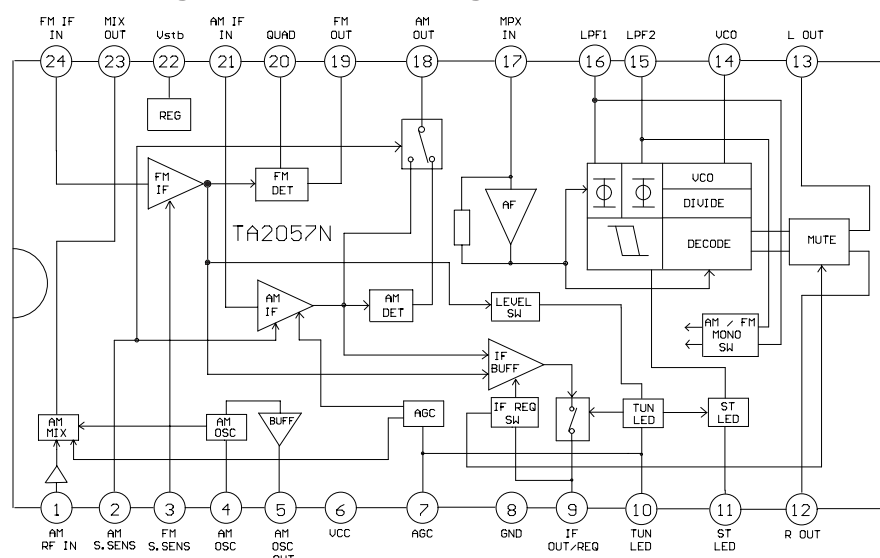 FM IF IN
MIX OUT
Vstb
AM IF IN
QUAD
FM OUT
AM OUT
MPX IN
LPF1
LPF2
VCO
L OUT
24
23
22
21
20
19
18
17
16
15
14
13
REG
FM IF
FM DET
AF
VCO
DIVIDE
DECODE
MUTE
TA2057N
AM IF
AM DET
LEVEL SW
AM / FM MONO SW
IF BUFF
AM MIX
AM OSC
BUFF
AGC
IF REQ SW
TUN LED
ST LED
1
2
3
4
5
6
7
8
9
10
11
12
AM RF IN
AM S.SENS
FM S.SENS
AM OSC
AM OSC OUT
VCC
AGC
GND
IF OUT/REQ
TUN LED
ST LED
R OUT